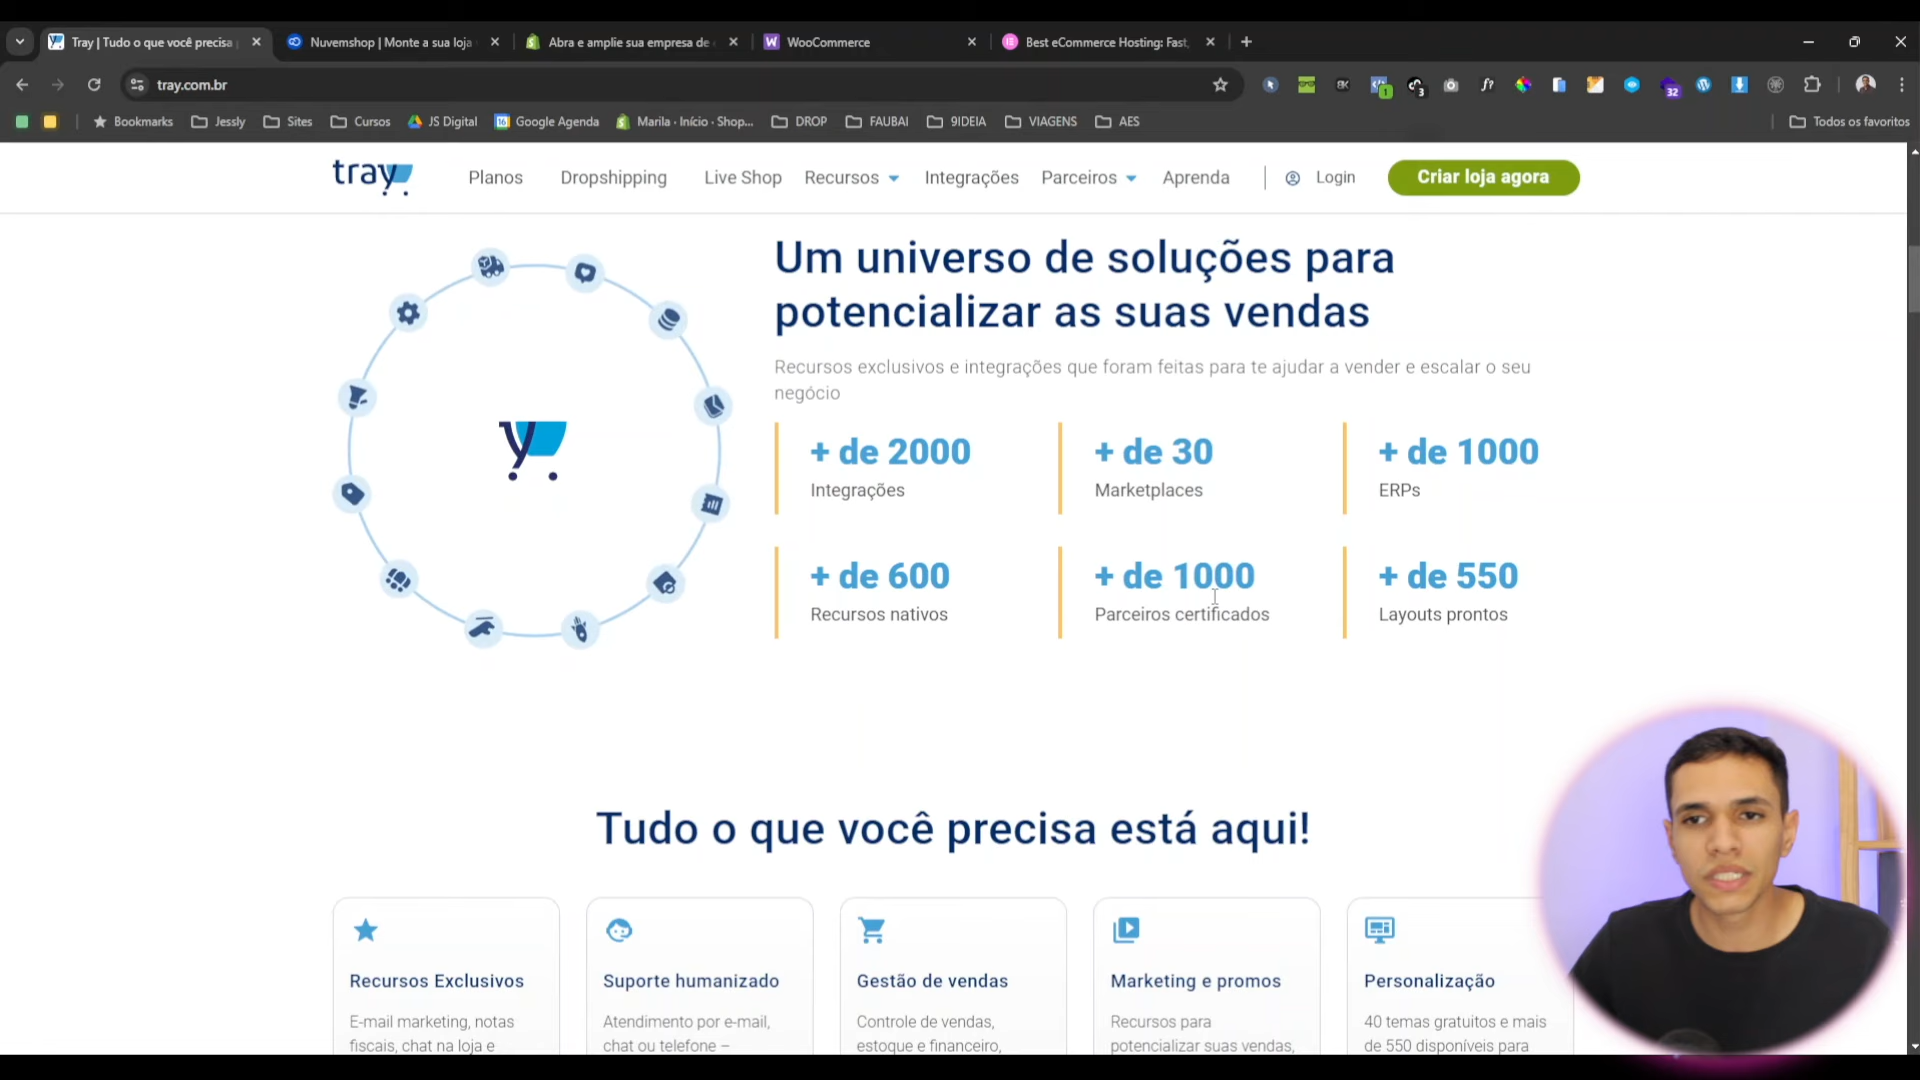 Tray | Tudo o que você precisa
Nuvemshop | Monte a sua loja
Abra e amplie sua empresa de
WooCommerce
Best eCommerce Hosting: Fast,
tray.com.br
1
3
32
Bookmarks
Jessly
Sites
Cursos
JS Digital
Google Agenda
Marila · Início · Shop...
DROP
FAUBAI
9IDEIA
VIAGENS
AES
Todos os favoritos
tray
Planos
Dropshipping
Live Shop
Recursos
Integrações
Parceiros
Aprenda
Login
Criar loja agora
Um universo de soluções para
potencializar as suas vendas
Recursos exclusivos e integrações que foram feitas para te ajudar a vender e escalar o seu
negócio
+ de 2000
Integrações
+ de 30
Marketplaces
+ de 1000
ERPs
+ de 600
Recursos nativos
+ de 1000
Parceiros certificados
+ de 550
Layouts prontos
Tudo o que você precisa está aqui!
Recursos Exclusivos
E-mail marketing, notas
fiscais, chat na loja e
Suporte humanizado
Atendimento por e-mail,
chat ou telefone –
Gestão de vendas
Controle de vendas,
estoque e financeiro,
Marketing e promos
Recursos para
potencializar suas vendas,
Personalização
40 temas gratuitos e mais
de 550 disponíveis para